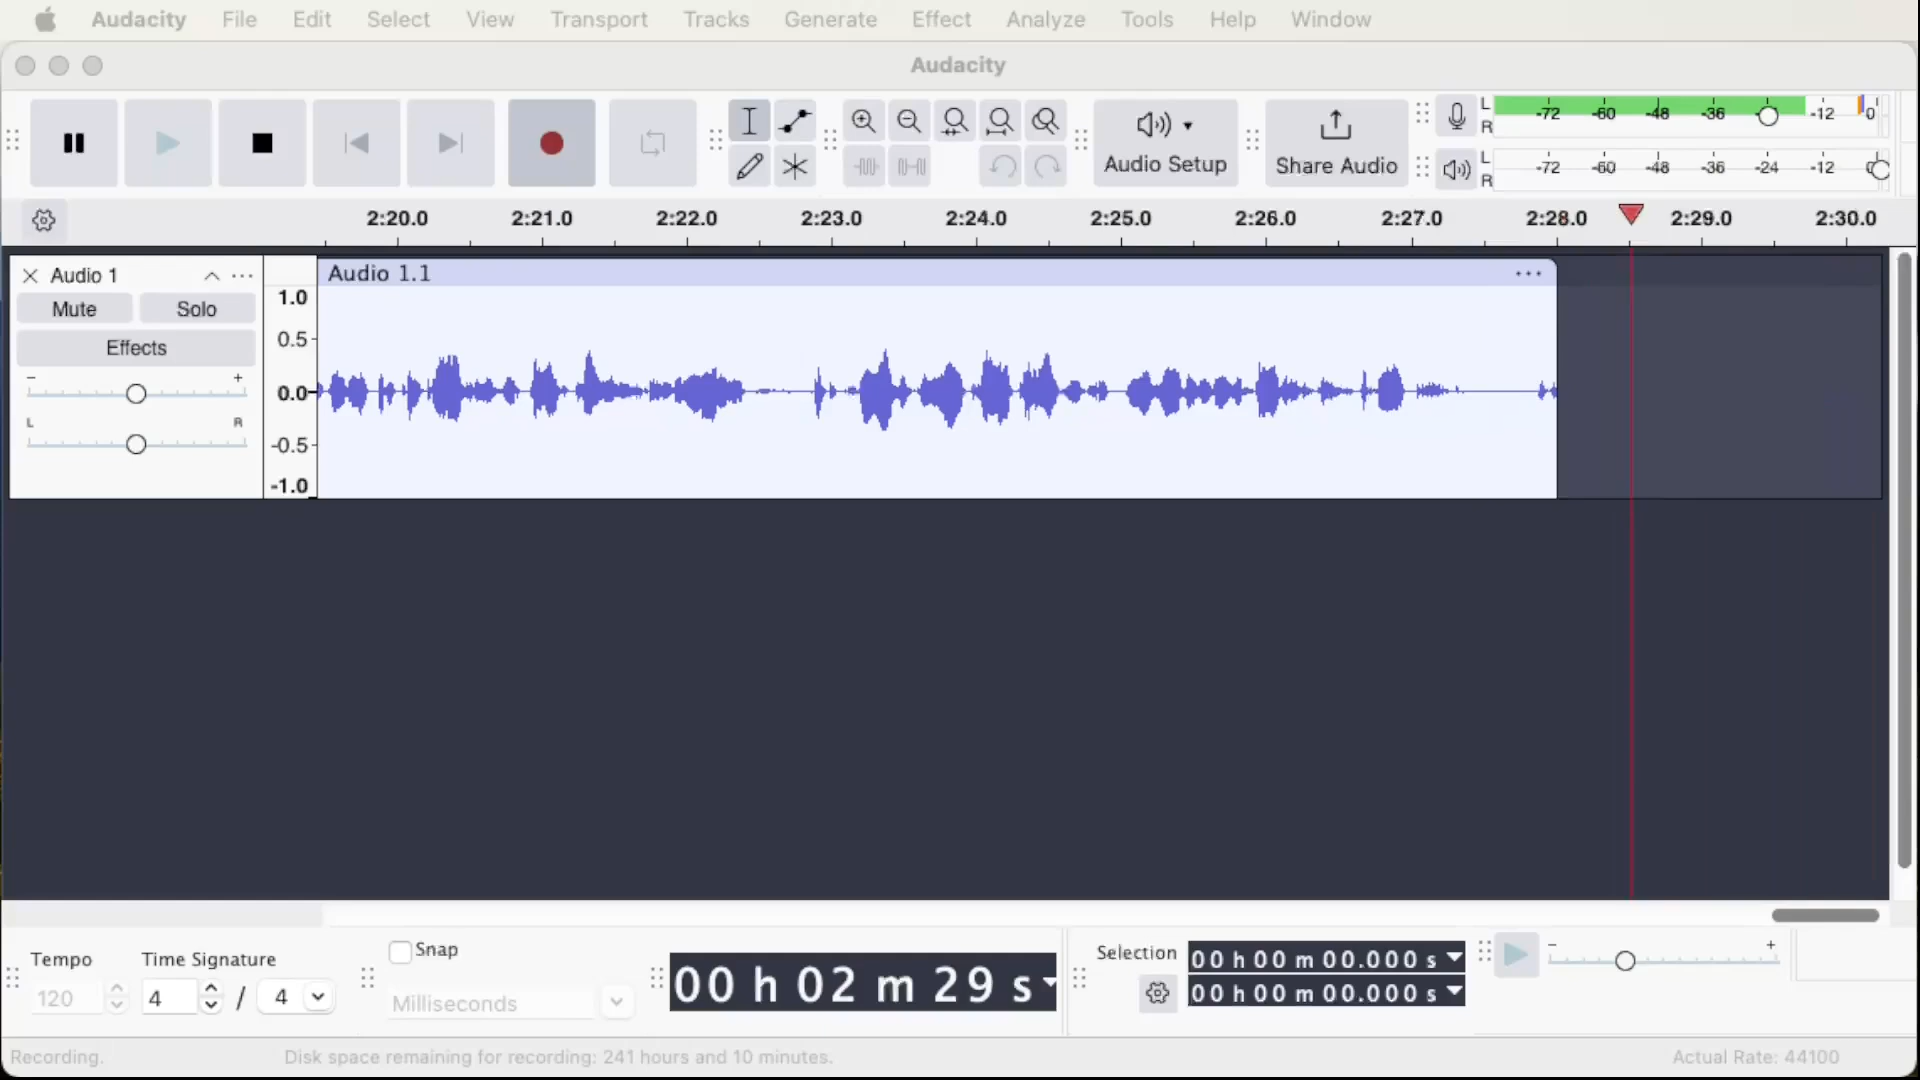 Audacity File Edit Select View Transport Tracks Generate Effect Analyze Tools Help Window
Audacity
Audio Setup
Share Audio
L
R
-72 -60 -48 -36 -12 0
L
R
-72 -60 -48 -36 -24 -12
2:20.0 2:21.0 2:22.0 2:23.0 2:24.0 2:25.0 2:26.0 2:27.0 2:28.0 2:29.0 2:30.0
Audio 1
Mute Solo
Effects
- +
L R
1.0
0.5
0.0
-0.5
-1.0
Audio 1.1
Tempo
120
Time Signature
4 / 4
Snap
Milliseconds
00 h 02 m 29 s
Selection
00 h 00 m 00.000 s
00 h 00 m 00.000 s
- +
Recording.
Disk space remaining for recording: 241 hours and 10 minutes.
Actual Rate: 44100